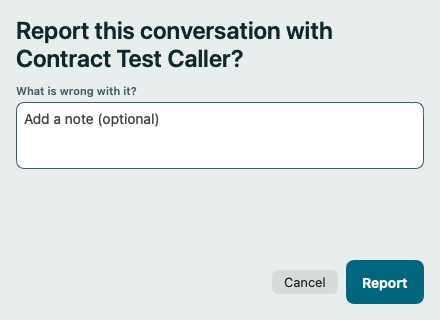 Report this conversation with
Contract Test Caller?
What is wrong with it?
Add a note (optional)
Cancel
Report